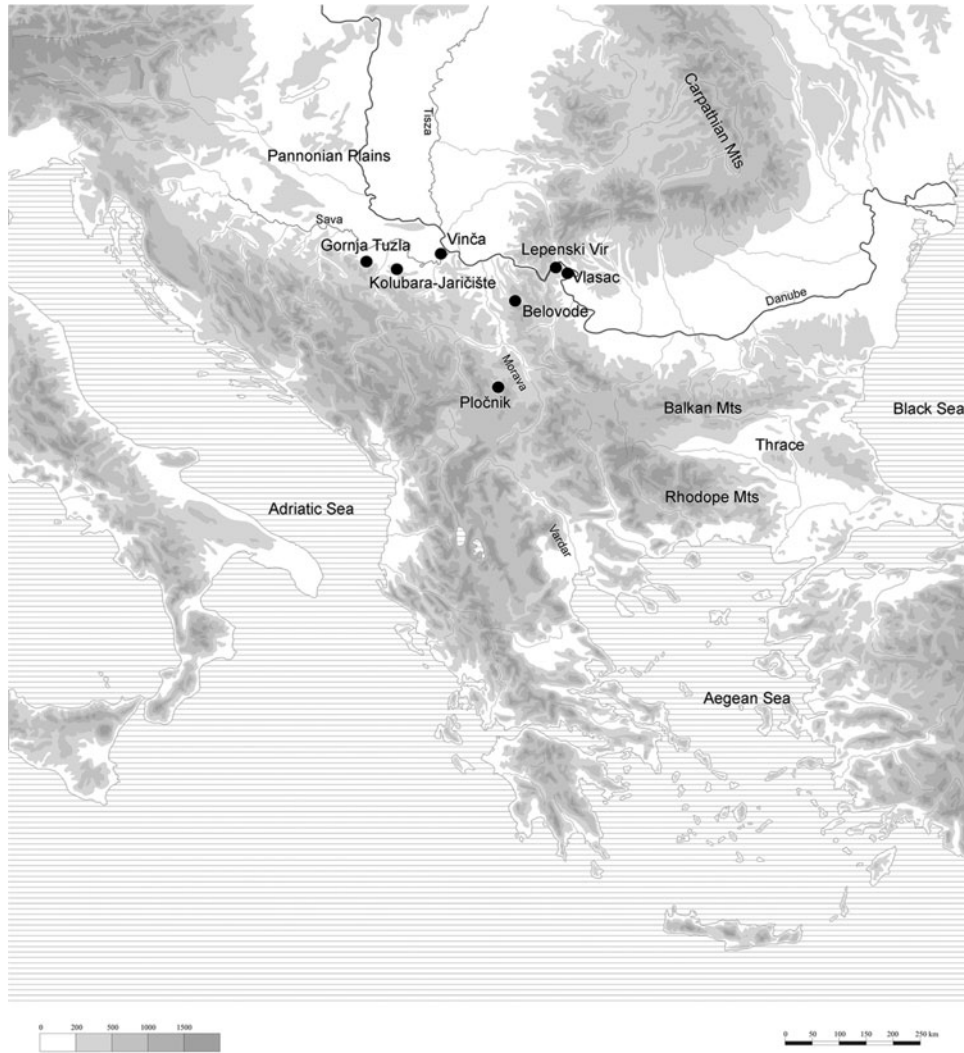 Carpathian Mts
Tisza
Pannonian Plains
Sava
Vinča
Gornja Tuzla
Lepenski Vir
Kolubara-Jaričište
Vlasac
Danube
Belovode
Morava
Pločnik
Balkan Mts
Black Sea
Thrace
Rhodope Mts
Adriatic Sea
Vardar
Aegean Sea
0 200 500 1000 1500
0 50 100 150 200 250 km